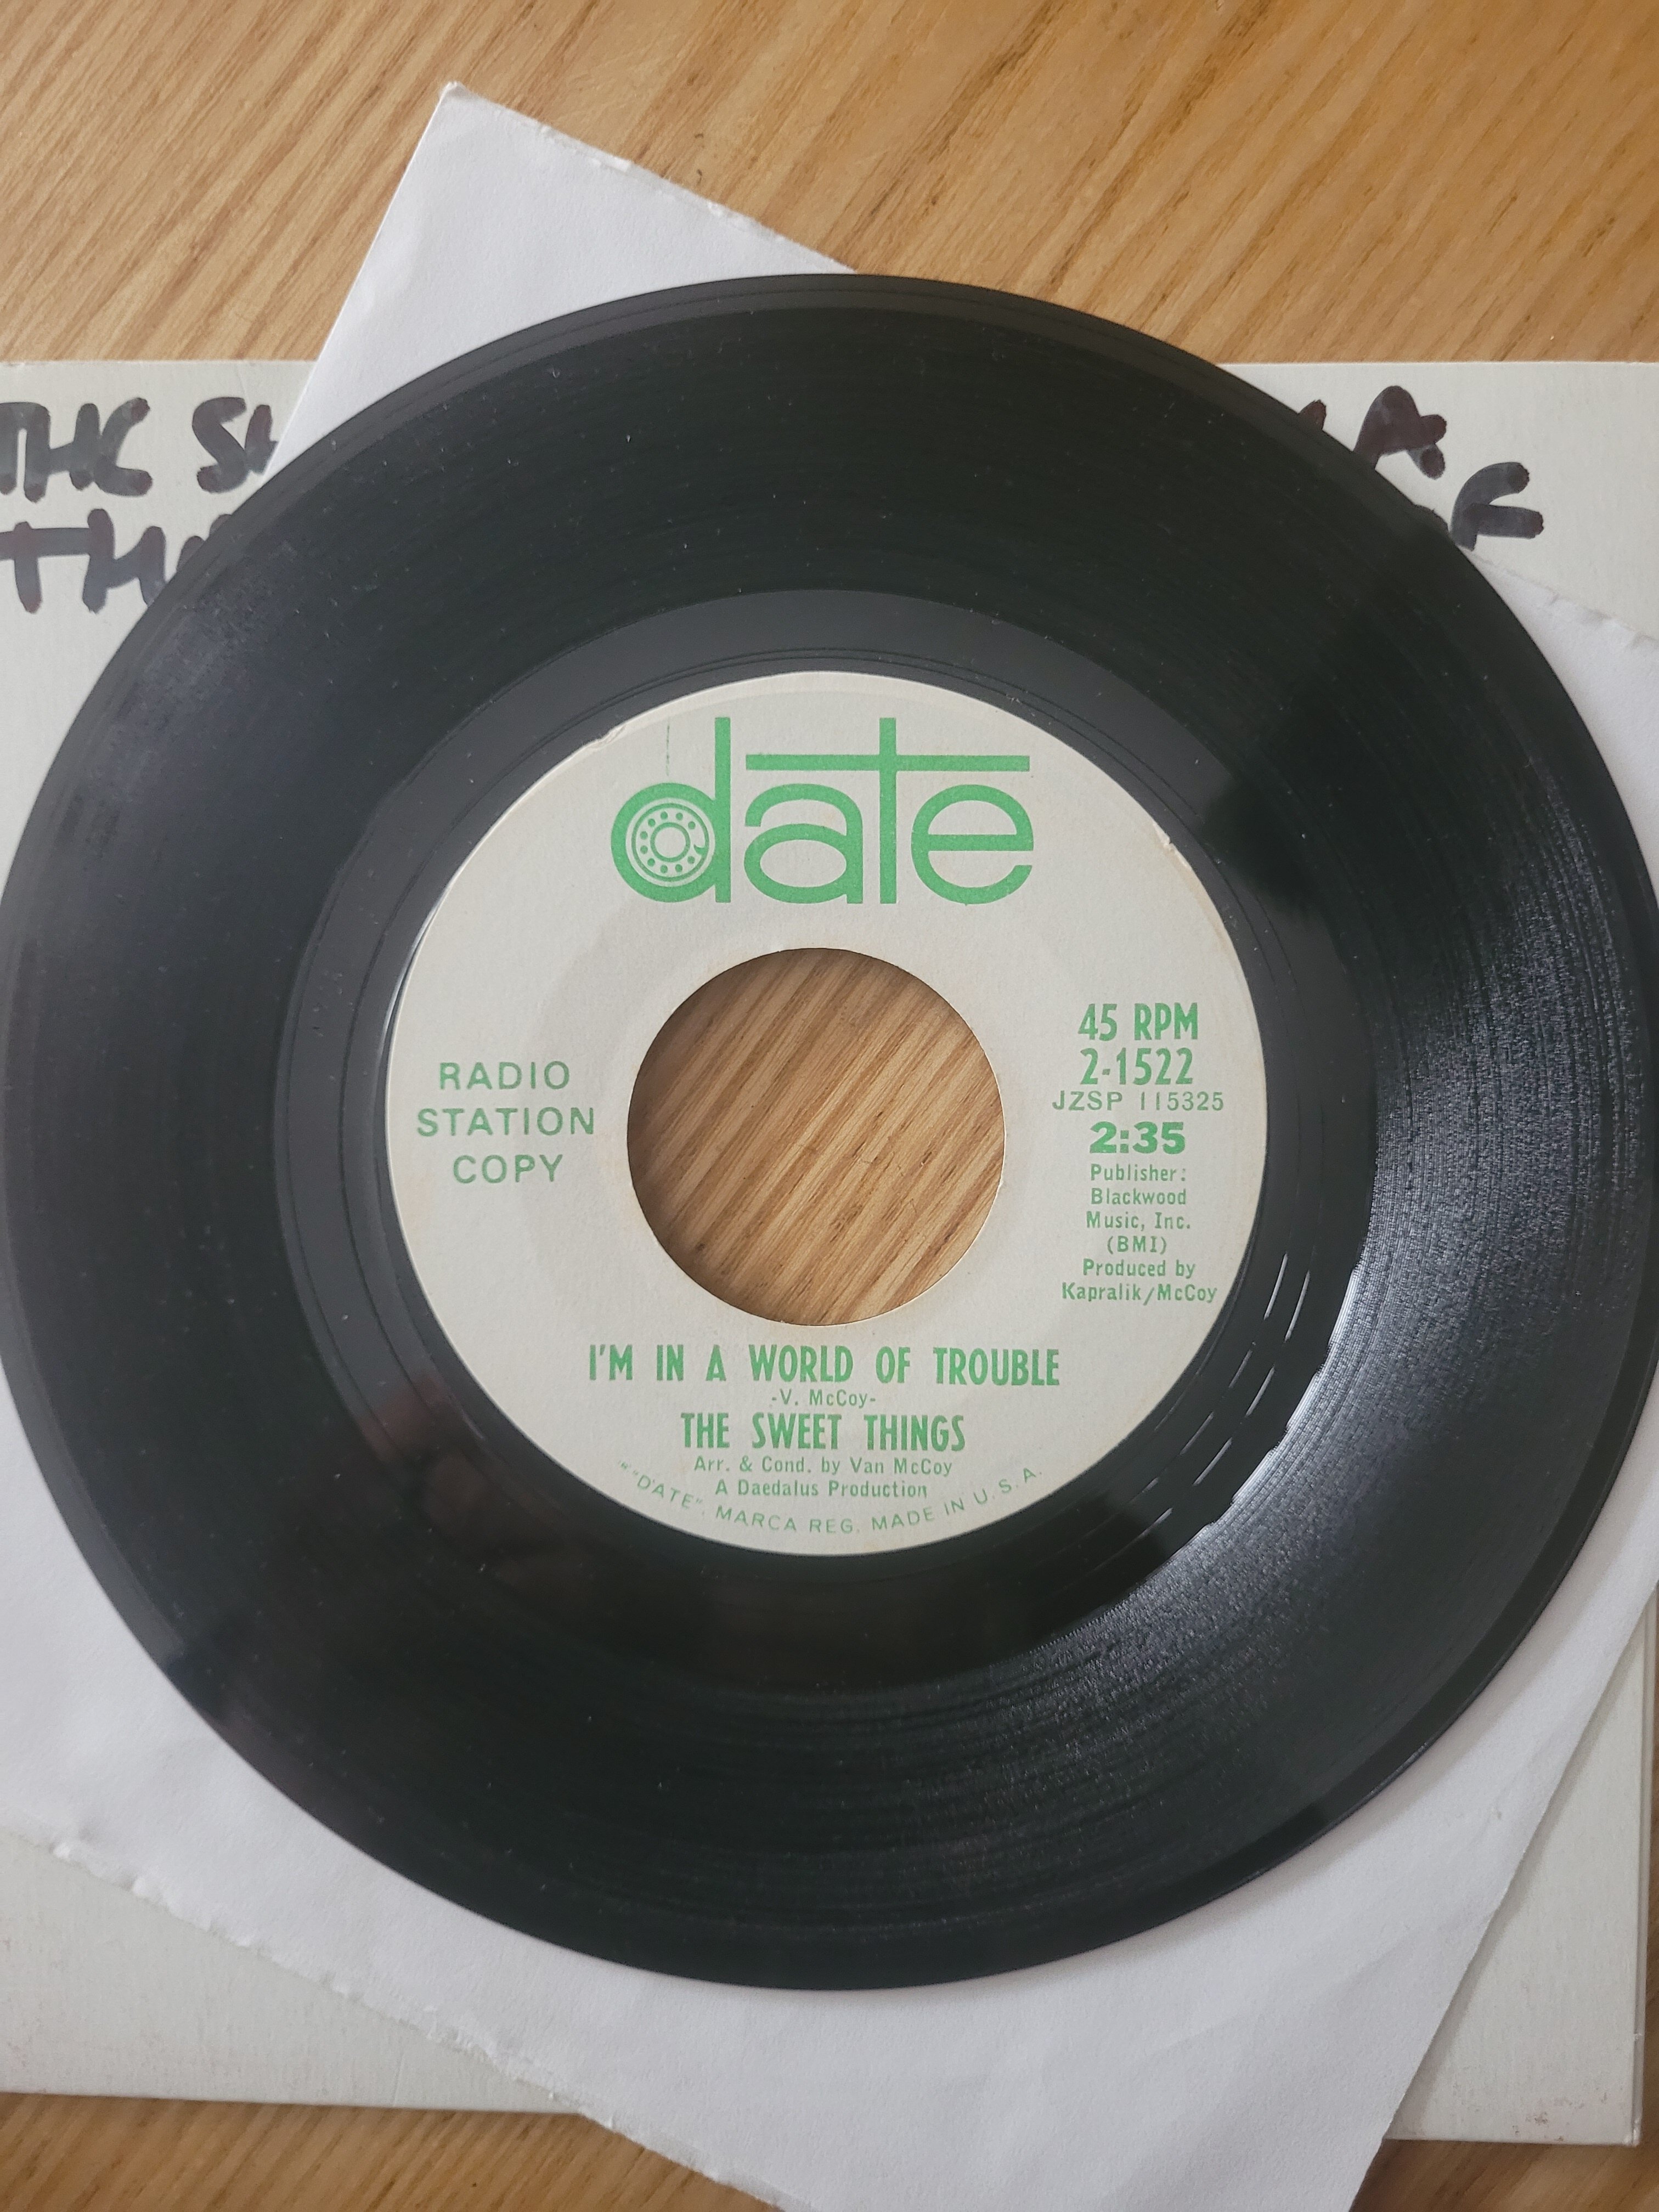 THE
date
45 RPM
2-1522
JZSP 115325
2:35
Publisher:
Blackwood
Music, Inc.
(BMI)
Produced by
Kapralik/McCoy
RADIO
STATION
COPY
I'M IN A WORLD OF TROUBLE
-V. McCoy-
THE SWEET THINGS
Arr. & Cond. by Van McCoy
A Daedalus Production
"DATE", MARCA REG. MADE IN U.S.A.